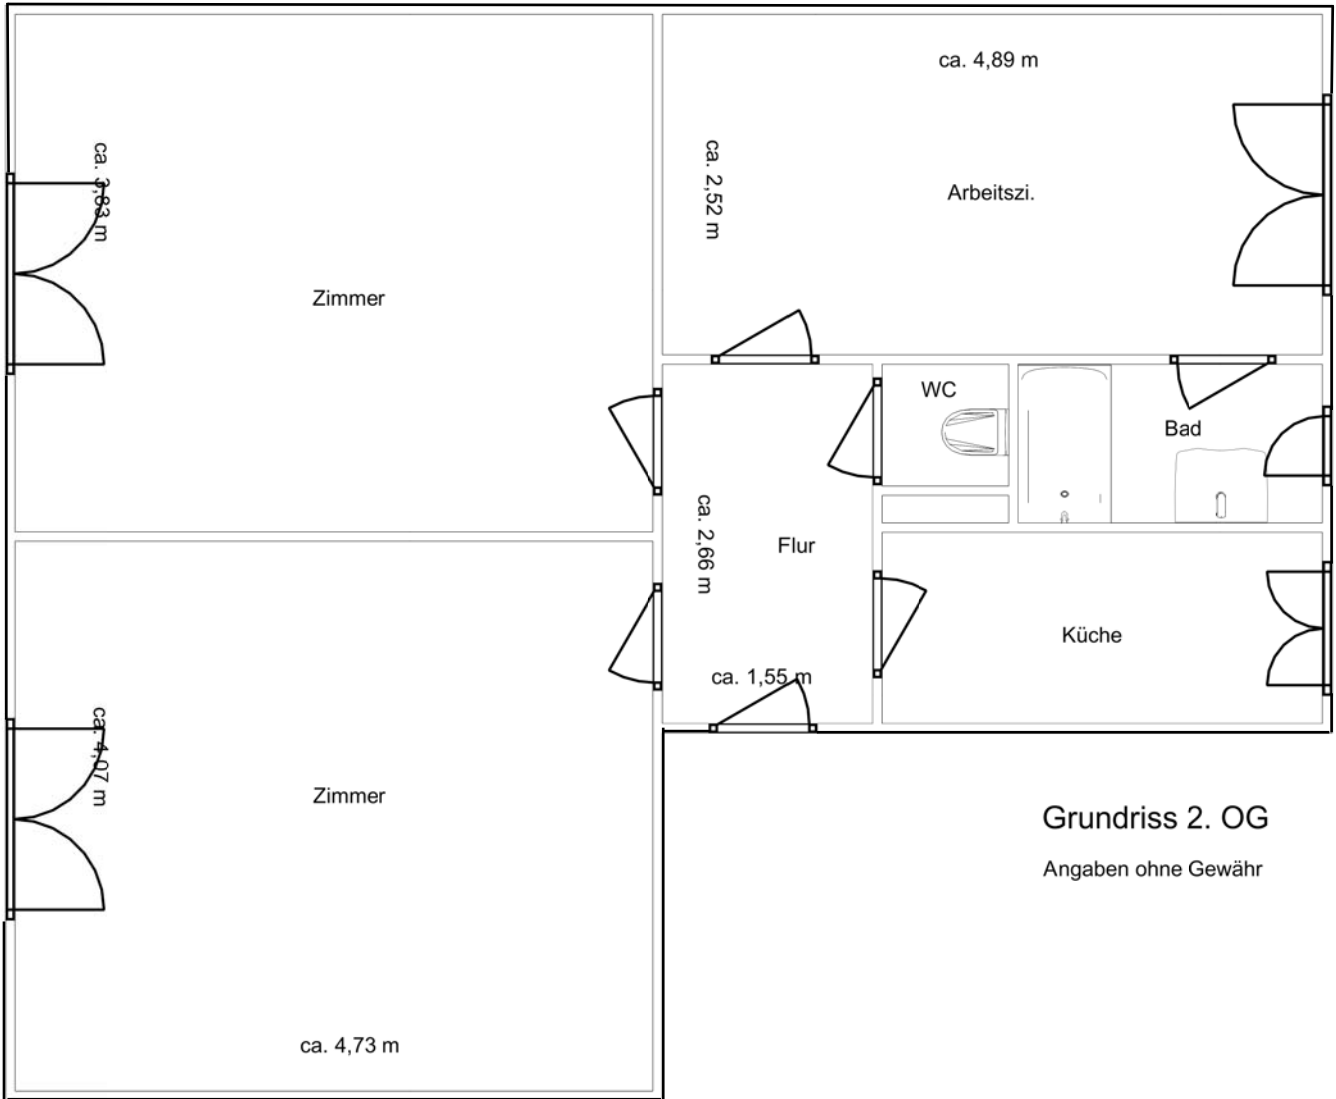 ca. 4,89 m
ca. 3,83 m
ca. 2,52 m
Arbeitszi.
Zimmer
WC
Bad
ca. 2,66 m
Flur
Küche
ca. 1,55 m
ca. 4,07 m
Zimmer
Grundriss 2. OG
Angaben ohne Gewähr
ca. 4,73 m